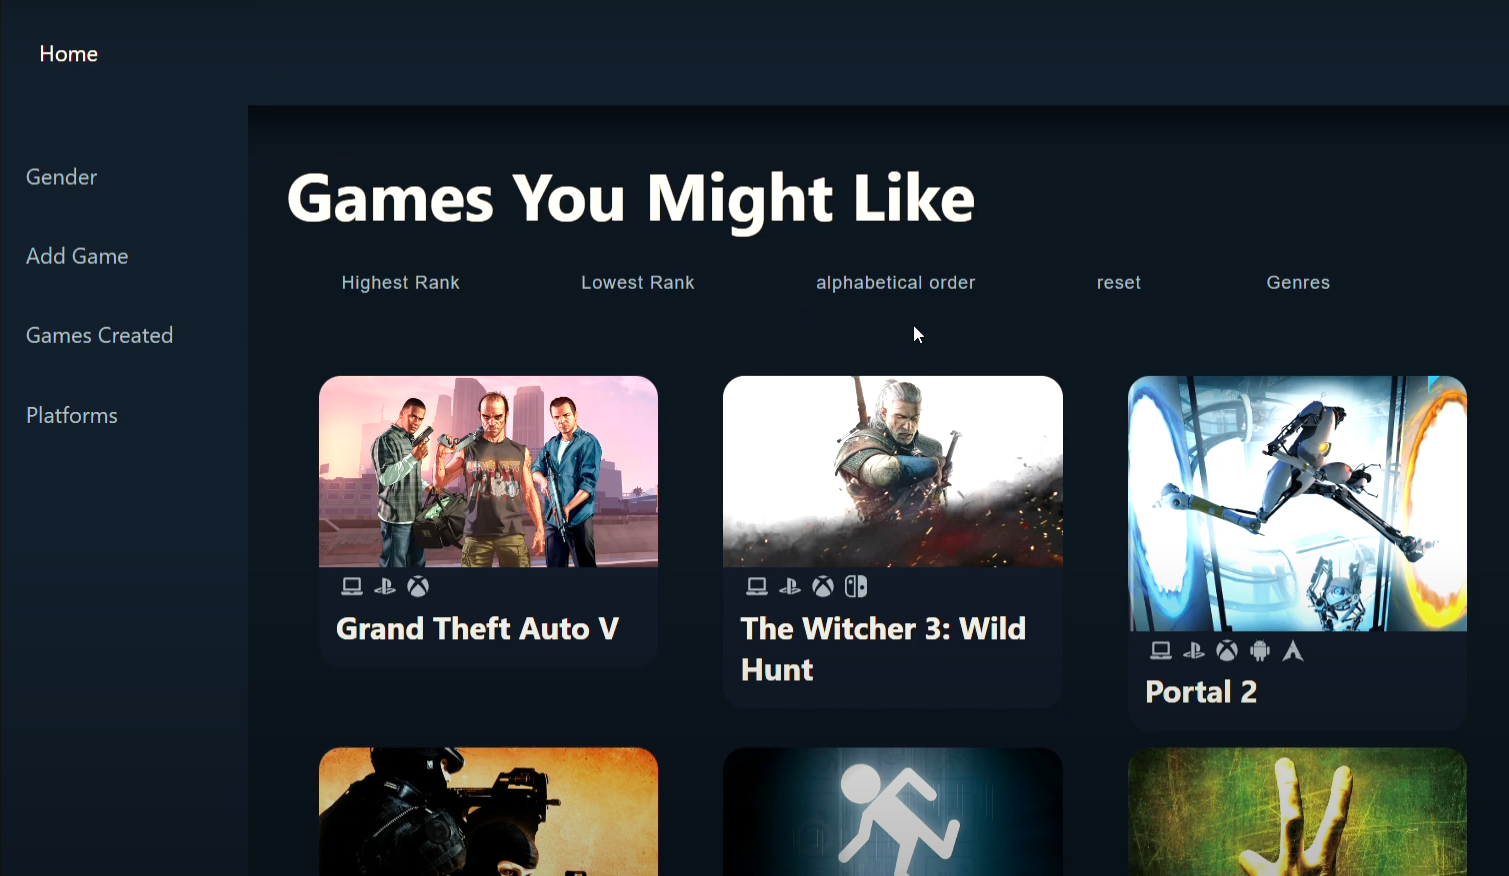 Home
Gender
Add Game
Games Created
Platforms
Games You Might Like
Highest Rank
Lowest Rank
alphabetical order
reset
Genres
Grand Theft Auto V
The Witcher 3: Wild
Hunt
Portal 2